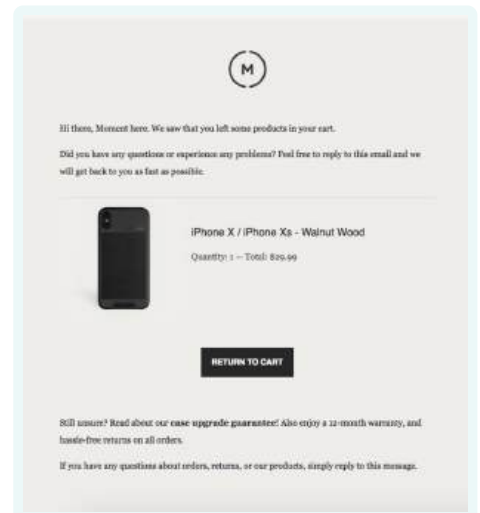 M
Hi there, Moment here. We saw that you left some products in your cart.
Did you have any questions or experience any problems? Feel free to reply to this email and we
will get back to you as fast as possible.
iPhone X / iPhone Xs - Walnut Wood
Quantity: 1 — Total: $29.99
RETURN TO CART
Still unsure? Read about our case upgrade guarantee! Also enjoy a 12-month warranty, and
hassle-free returns on all orders.
If you have any questions about orders, returns, or our products, simply reply to this message.